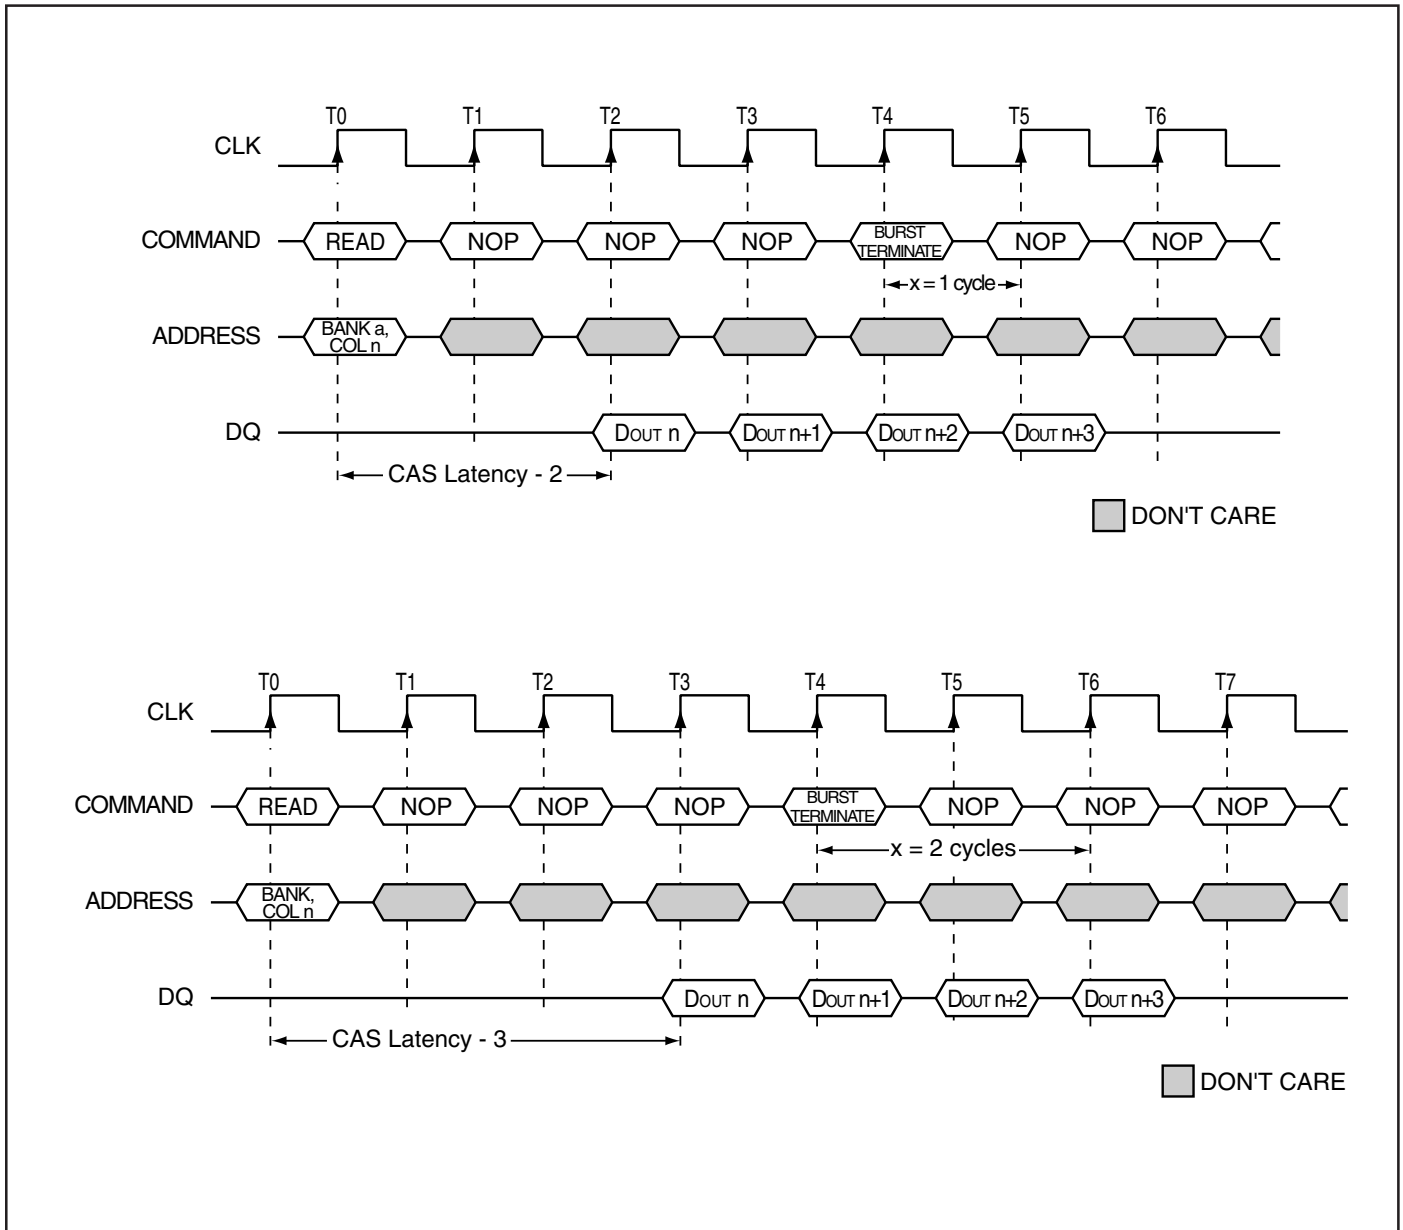 T0 T1 T2 T3 T4 T5 T6
CLK
COMMAND READ NOP NOP NOP BURST TERMINATE NOP NOP
x = 1 cycle
ADDRESS BANK a, COL n
DQ DOUT n DOUT n+1 DOUT n+2 DOUT n+3
CAS Latency - 2
DON'T CARE
T0 T1 T2 T3 T4 T5 T6 T7
CLK
COMMAND READ NOP NOP NOP BURST TERMINATE NOP NOP NOP
x = 2 cycles
ADDRESS BANK, COL n
DQ DOUT n DOUT n+1 DOUT n+2 DOUT n+3
CAS Latency - 3
DON'T CARE